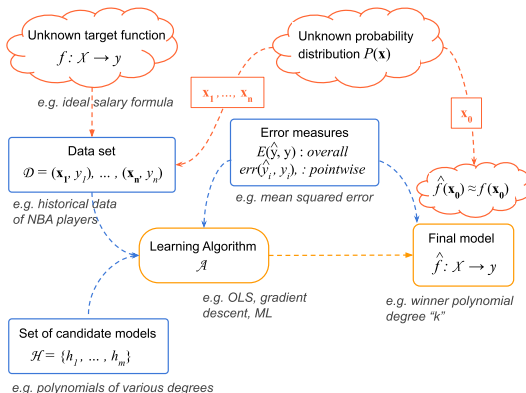 Unknown target function
f : 𝒳 → y
e.g. ideal salary formula
Unknown probability
distribution P(x)
x₁ , ... , xₙ
x₀
Data set
𝒟 = (x₁, y₁), ... , (xₙ, yₙ)
e.g. historical data
of NBA players
Error measures
E(ŷ, y) : overall
err(ŷᵢ , yᵢ), : pointwise
e.g. mean squared error
f̂(x₀) ≈ f(x₀)
Learning Algorithm
𝒜
e.g. OLS, gradient
descent, ML
Final model
f̂ : 𝒳 → y
e.g. winner polynomial
degree “k”
Set of candidate models
ℋ = {h₁, ... , hₘ}
e.g. polynomials of various degrees